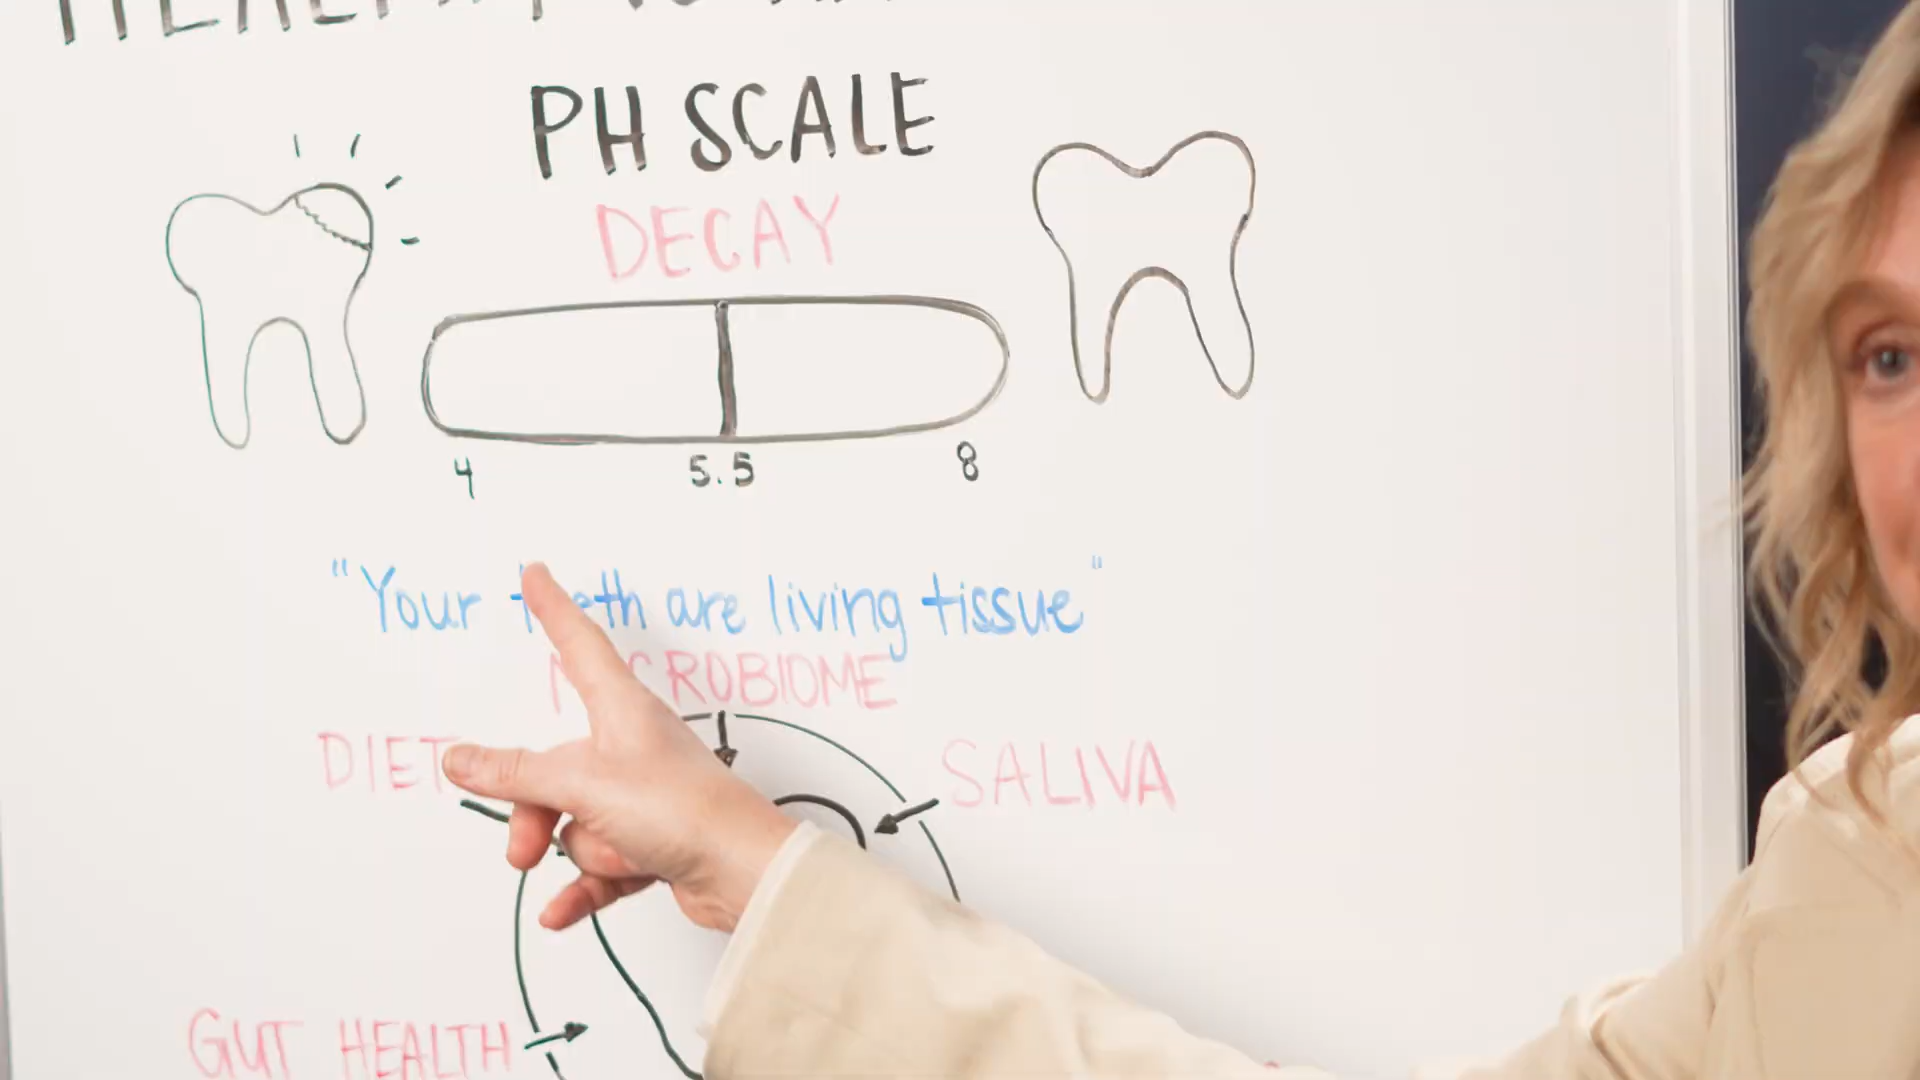 PH SCALE
DECAY
4 5.5 8
"Your teeth are living tissue"
MICROBIOME
DIET
SALIVA
GUT HEALTH